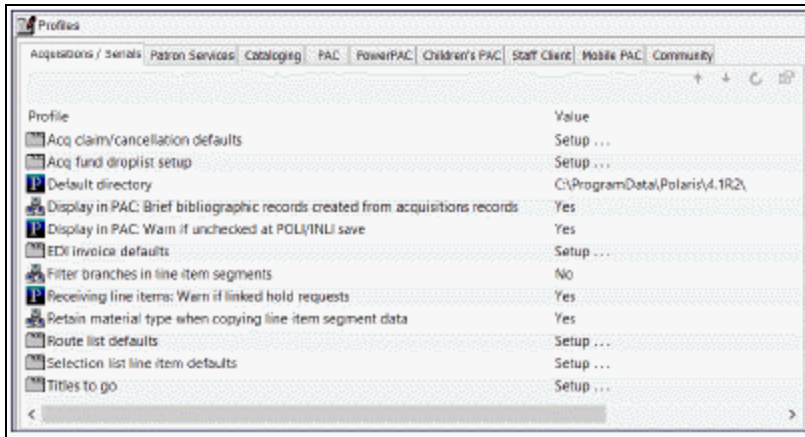 Profiles
Acquisitions / Serials Patron Services Cataloging PAC PowerPAC Children's PAC Staff Client Mobile PAC Community
Profile Value
Acq claim/cancellation defaults Setup ...
Acq fund droplist setup Setup ...
Default directory C:\ProgramData\Polaris\4.1R2\
Display in PAC: Brief bibliographic records created from acquisitions records Yes
Display in PAC: Warn if unchecked at POLI/INLI save Yes
EDI invoice defaults Setup ...
Filter branches in line item segments No
Receiving line items: Warn if linked hold requests Yes
Retain material type when copying line item segment data Yes
Route list defaults Setup ...
Selection list line item defaults Setup ...
Titles to go Setup ...